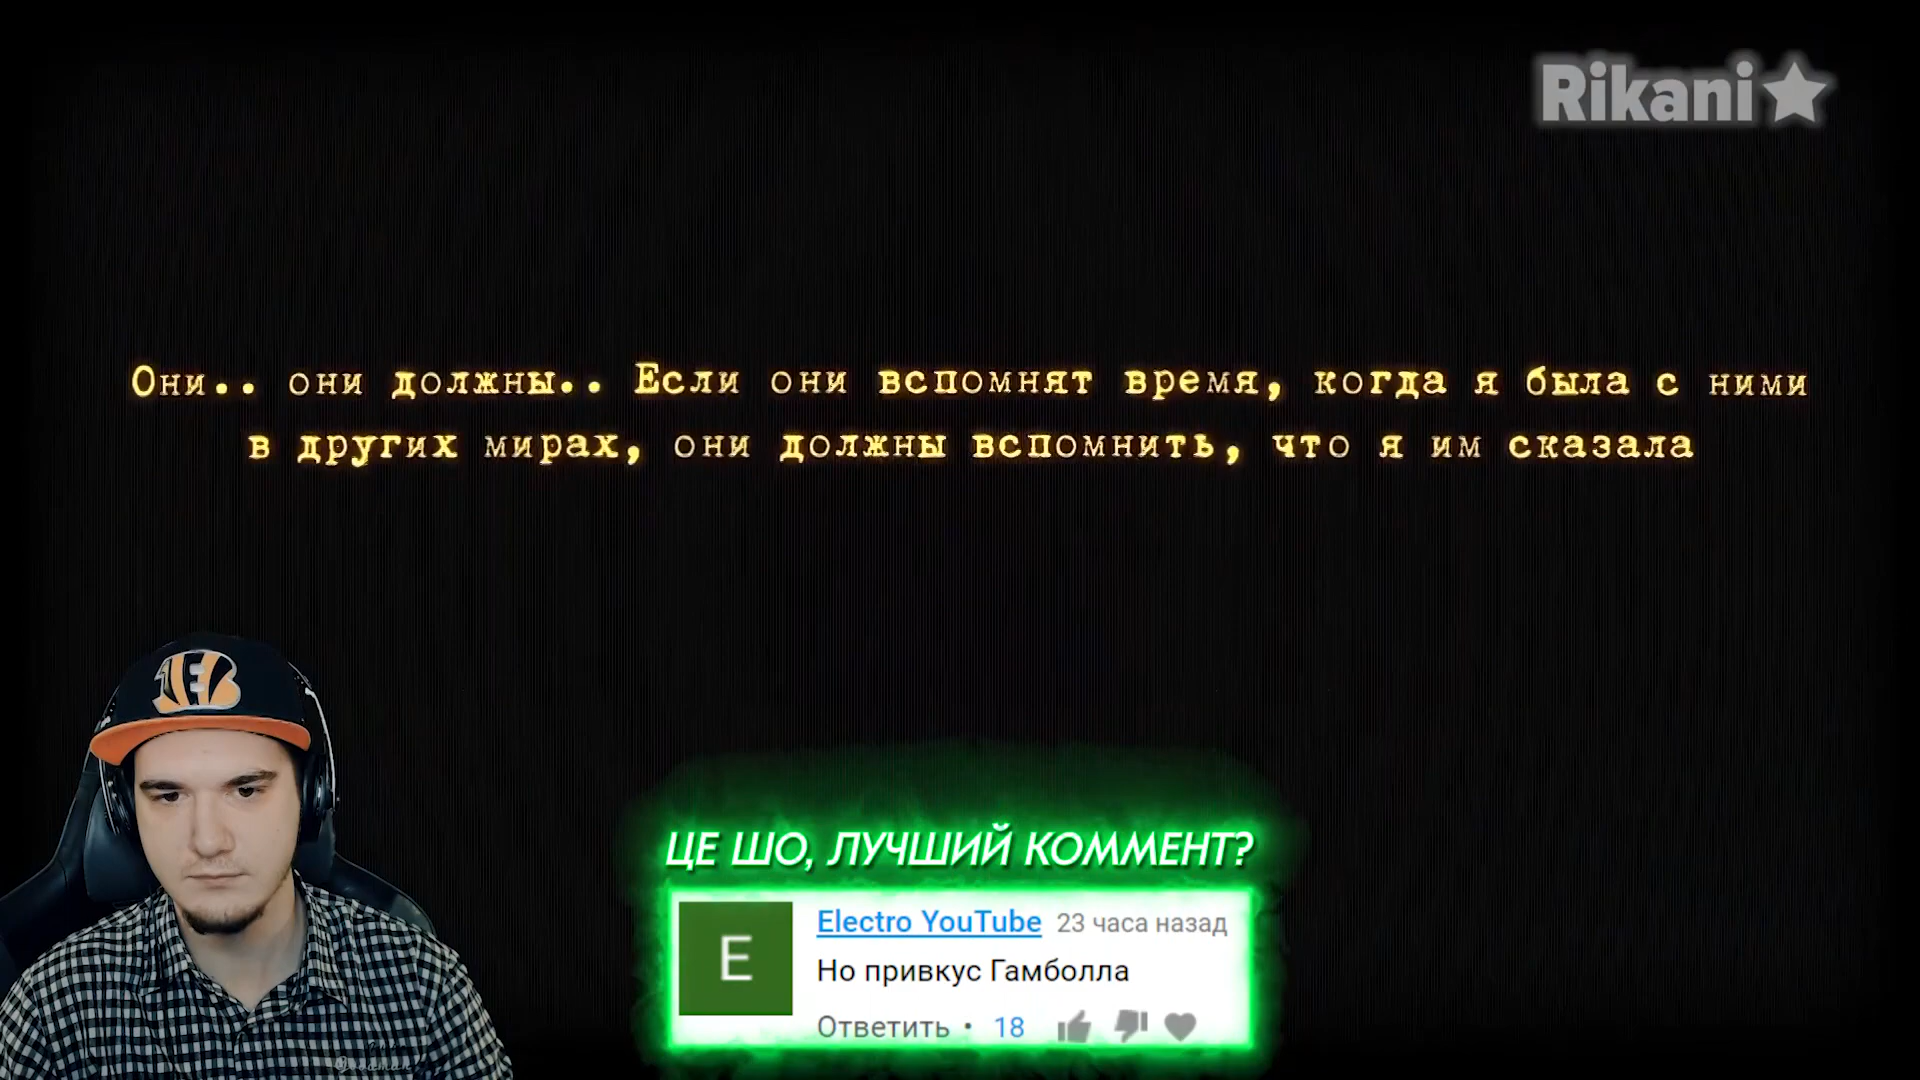 Rikani
Они.. они должны.. Если они вспомнят время, когда я была с ними
в других мирах, они должны вспомнить, что я им сказала
ЦЕ ШО, ЛУЧШИЙ КОММЕНТ?
E
Electro YouTube 23 часа назад
Но привкус Гамболла
Ответить • 18